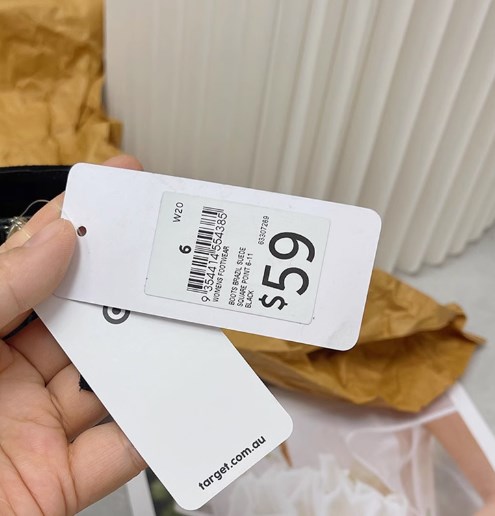 W20
6
9 354414 554385
WOMENS FOOTWEAR
63307269
BOOTS BRAZIL SUEDE
SQUARE POINT 6-11
BLACK
$59
target.com.au